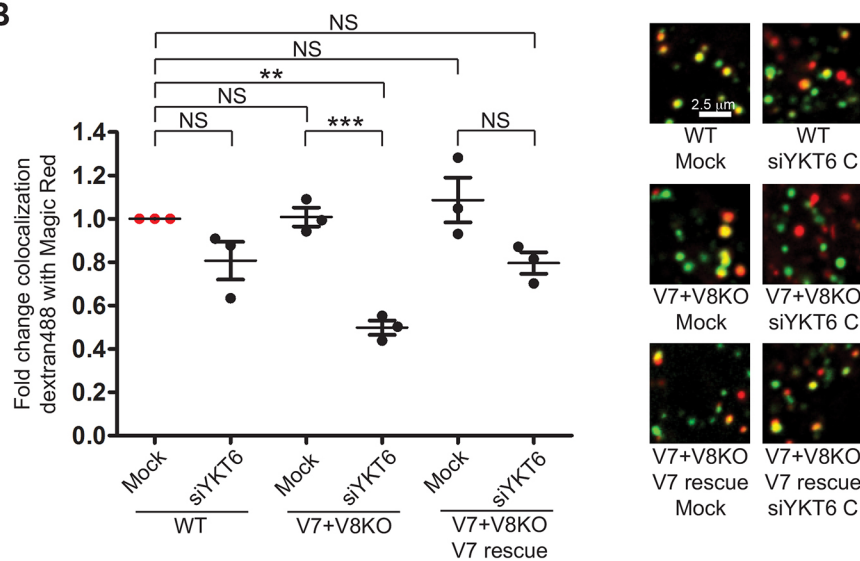 B
NS
NS
**
NS
NS
***
NS
Fold change colocalization
dextran488 with Magic Red
1.4
1.2
1.0
0.8
0.6
0.4
0.2
0.0
Mock
siYKT6
Mock
siYKT6
Mock
siYKT6
WT
V7+V8KO
V7+V8KO
V7 rescue
2.5 μm
WT
Mock
WT
siYKT6 C
V7+V8KO
Mock
V7+V8KO
siYKT6 C
V7+V8KO
V7 rescue
Mock
V7+V8KO
V7 rescue
siYKT6 C